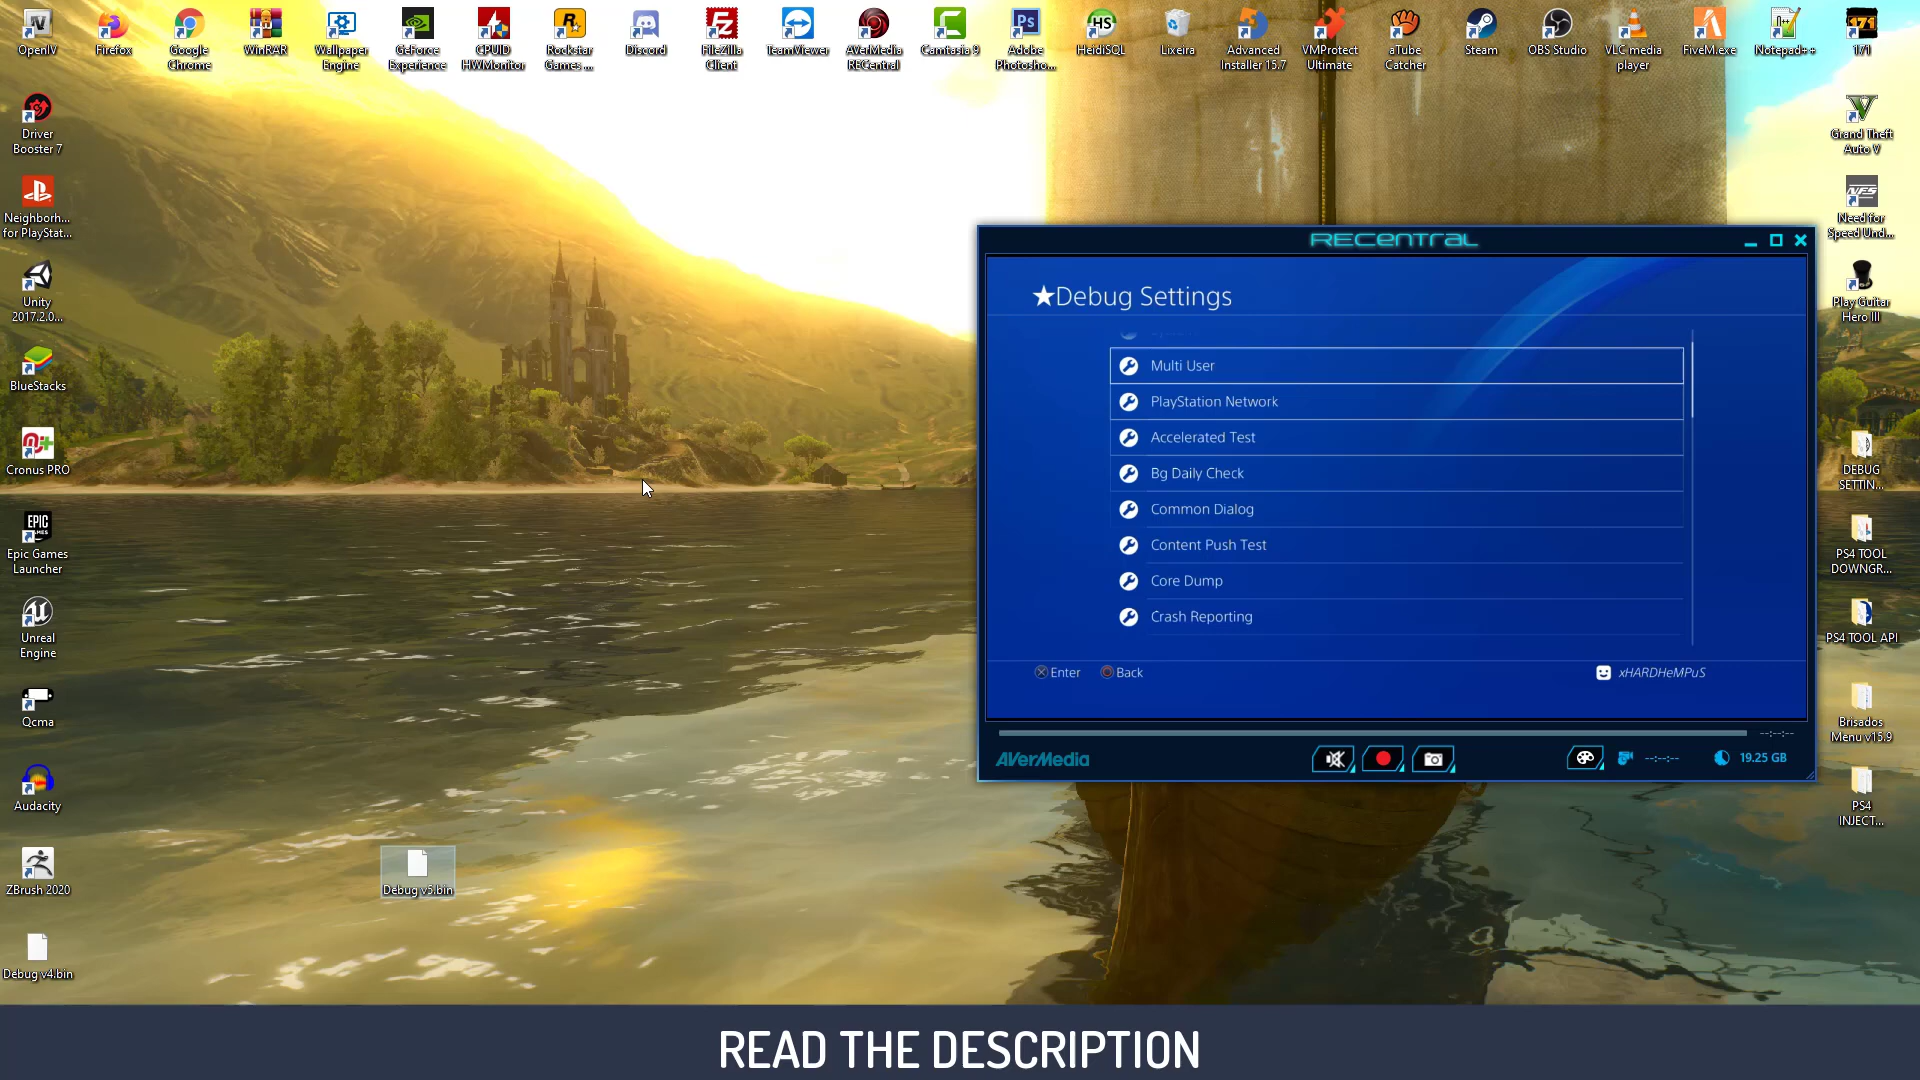 OpenIV
Firefox
Google
Chrome
WinRAR
Wallpaper
Engine
GeForce
Experience
CPUID
HWMonitor
Rockstar
Games ...
Discord
FileZilla
Client
TeamViewer
AVerMedia
RECentral
Camtasia 9
Adobe
Photosho...
HeidiSQL
Lixeira
Advanced
Installer 15.7
VMProtect
Ultimate
aTube
Catcher
Steam
OBS Studio
VLC media
player
FiveM.exe
Notepad++
171
Driver
Booster 7
Neighborh...
for PlayStat...
Unity
2017.2.0...
BlueStacks
Cronus PRO
Epic Games
Launcher
Unreal
Engine
Qcma
Audacity
ZBrush 2020
Debug v4.bin
Debug v5.bin
RECentral
★Debug Settings
Multi User
PlayStation Network
Accelerated Test
Bg Daily Check
Common Dialog
Content Push Test
Core Dump
Crash Reporting
Enter
Back
xHARDHeMPuS
--:--:--
AVerMedia
--:--:--
19.25 GB
Grand Theft
Auto V
Need for
Speed Und...
Play Guitar
Hero III
DEBUG
SETTIN...
PS4 TOOL
DOWNGR...
PS4 TOOL API
Brisados
Menu v15.9
PS4
INJECT...
READ THE DESCRIPTION